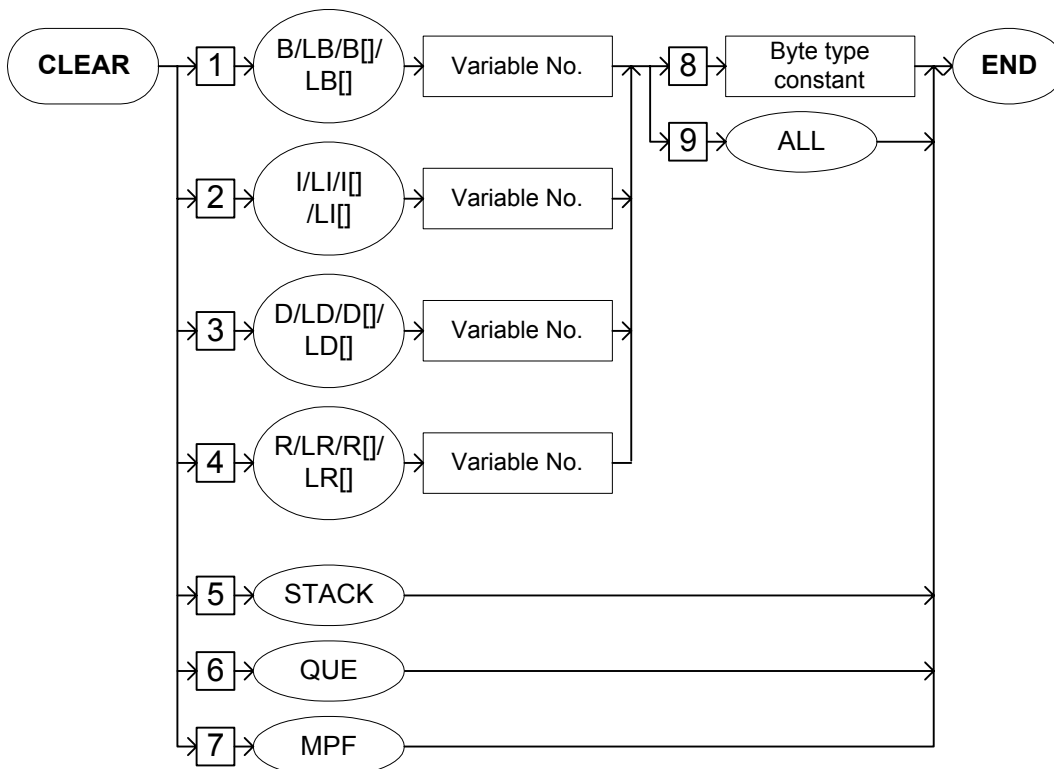 CLEAR
1
B/LB/B[]/
LB[]
Variable No.
8
Byte type
constant
END
9
ALL
2
I/LI/I[]
/LI[]
Variable No.
3
D/LD/D[]/
LD[]
Variable No.
4
R/LR/R[]/
LR[]
Variable No.
5
STACK
6
QUE
7
MPF